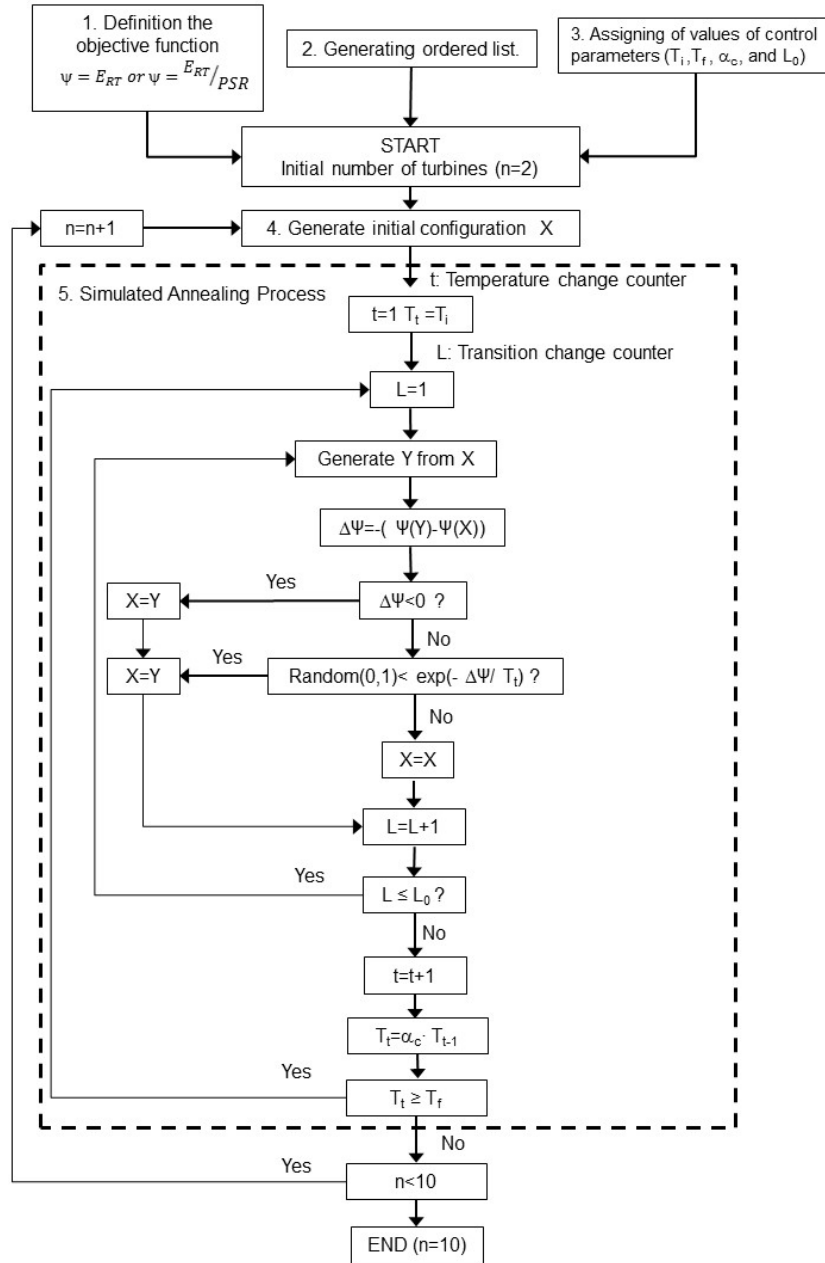 1. Definition the
objective function
ψ = E_RT or ψ = E_RT/PSR
2. Generating ordered list.
3. Assigning of values of control
parameters (T_i,T_f, α_c, and L_0)
START
Initial number of turbines (n=2)
n=n+1
4. Generate initial configuration X
t: Temperature change counter
5. Simulated Annealing Process
t=1 T_t =T_i
L: Transition change counter
L=1
Generate Y from X
ΔΨ=-( Ψ(Y)-Ψ(X))
Yes
X=Y
ΔΨ<0 ?
No
Yes
X=Y
Random(0,1)< exp(- ΔΨ/ T_t) ?
No
X=X
L=L+1
Yes
L ≤ L_0 ?
No
t=t+1
T_t=α_c· T_t-1
Yes
T_t ≥ T_f
No
Yes
n<10
END (n=10)